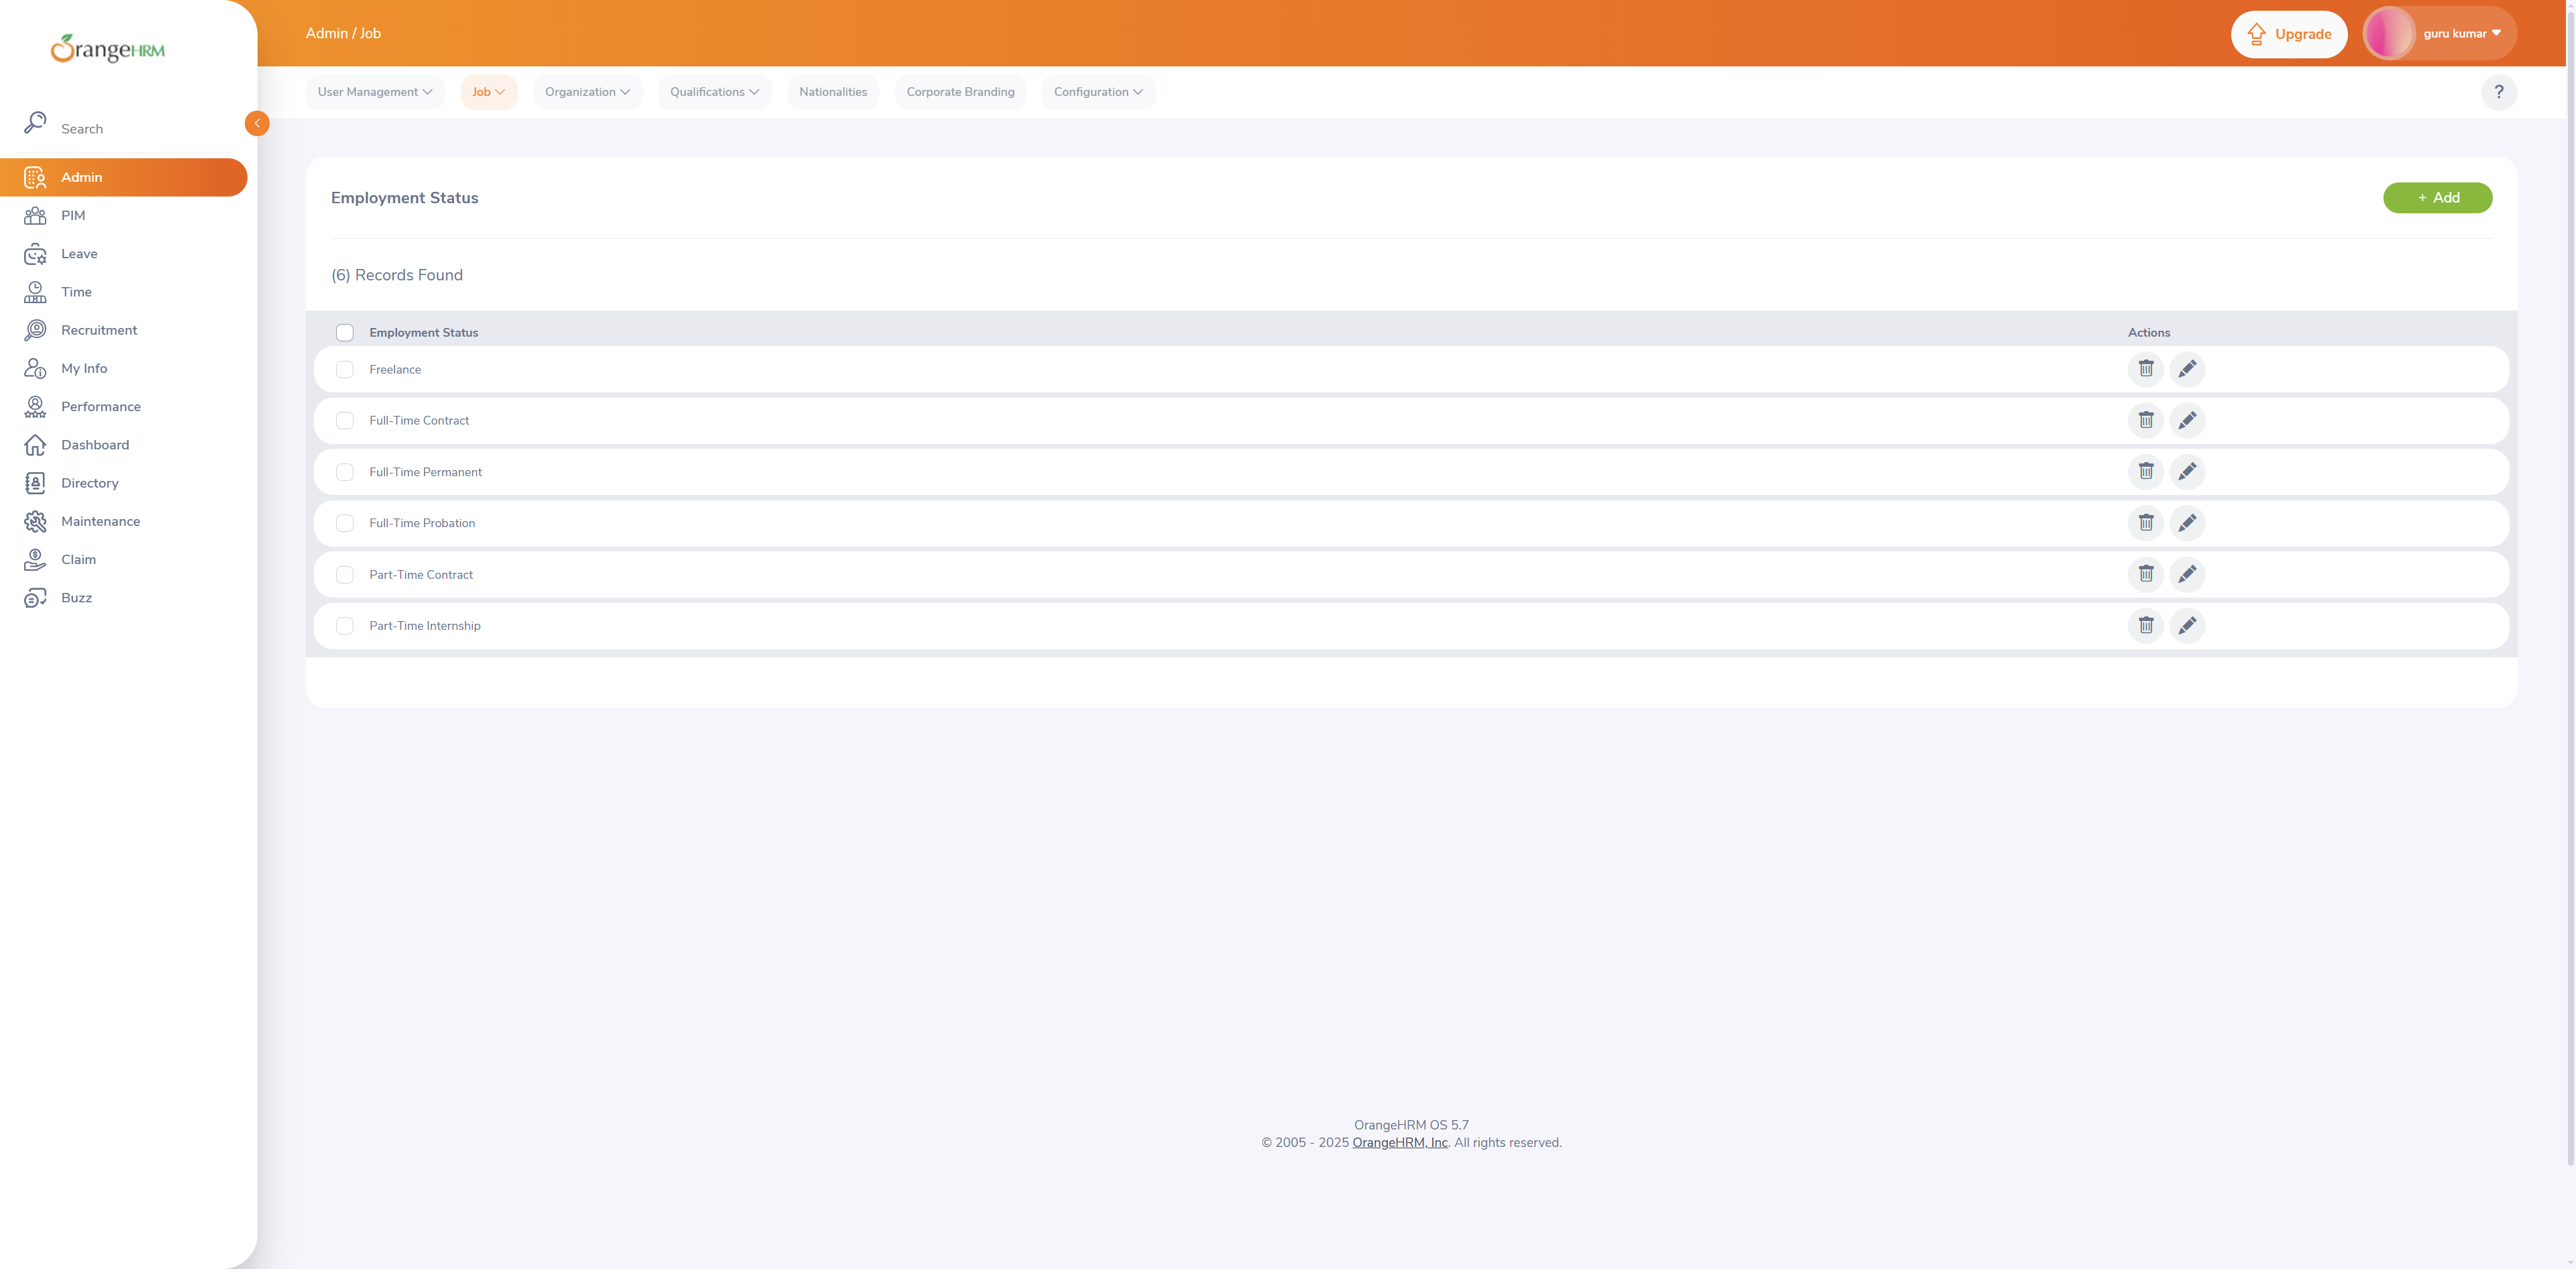 OrangeHRM
Admin / Job
Upgrade
guru kumar
User Management
Job
Organization
Qualifications
Nationalities
Corporate Branding
Configuration
?
Search
Admin
PIM
Leave
Time
Recruitment
My Info
Performance
Dashboard
Directory
Maintenance
Claim
Buzz
Employment Status
+ Add
(6) Records Found
Employment Status Actions
Freelance
Full-Time Contract
Full-Time Permanent
Full-Time Probation
Part-Time Contract
Part-Time Internship
OrangeHRM OS 5.7
© 2005 - 2025 OrangeHRM, Inc. All rights reserved.